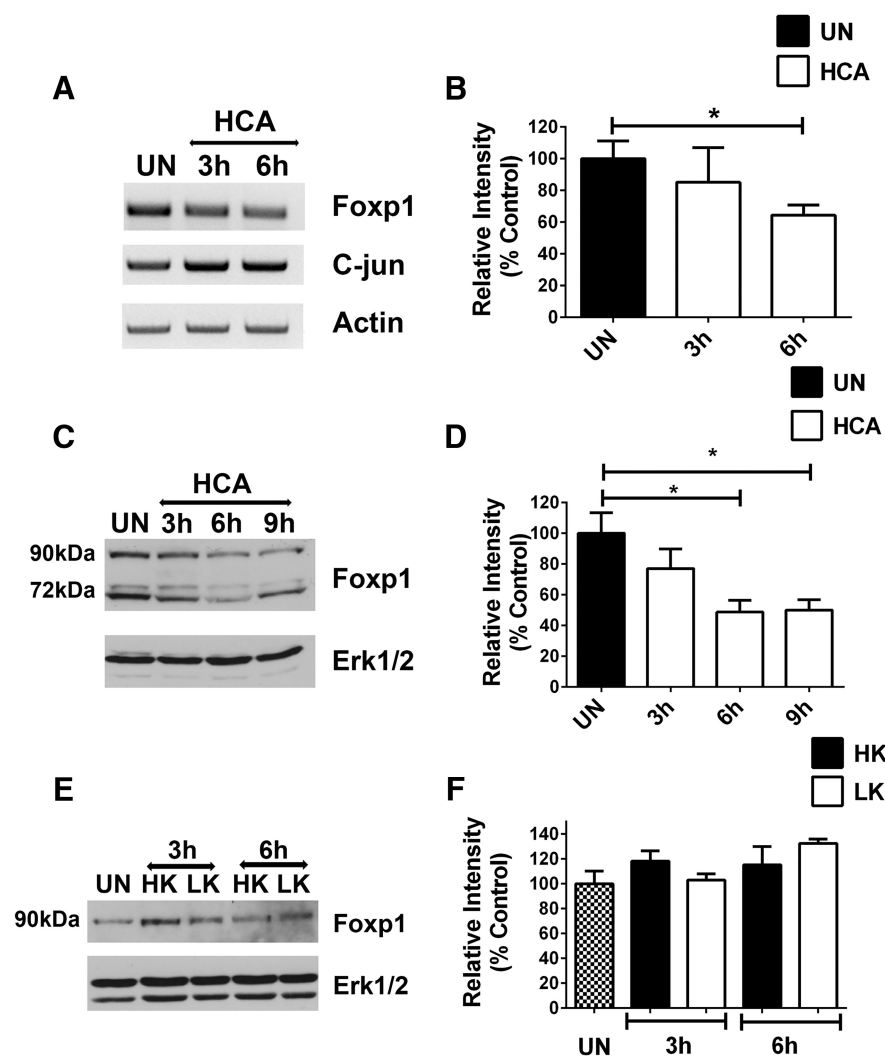 UN
HCA
A
HCA
UN 3h 6h
Foxp1
C-jun
Actin
B
*
120
100
80
60
40
20
0
Relative Intensity
(% Control)
UN 3h 6h
UN
HCA
C
HCA
UN 3h 6h 9h
90kDa
72kDa
Foxp1
Erk1/2
D
*
*
120
100
80
60
40
20
0
Relative Intensity
(% Control)
UN 3h 6h 9h
HK
LK
E
3h 6h
UN HK LK HK LK
90kDa
Foxp1
Erk1/2
F
140
120
100
80
60
40
20
0
Relative Intensity
(% Control)
UN 3h 6h